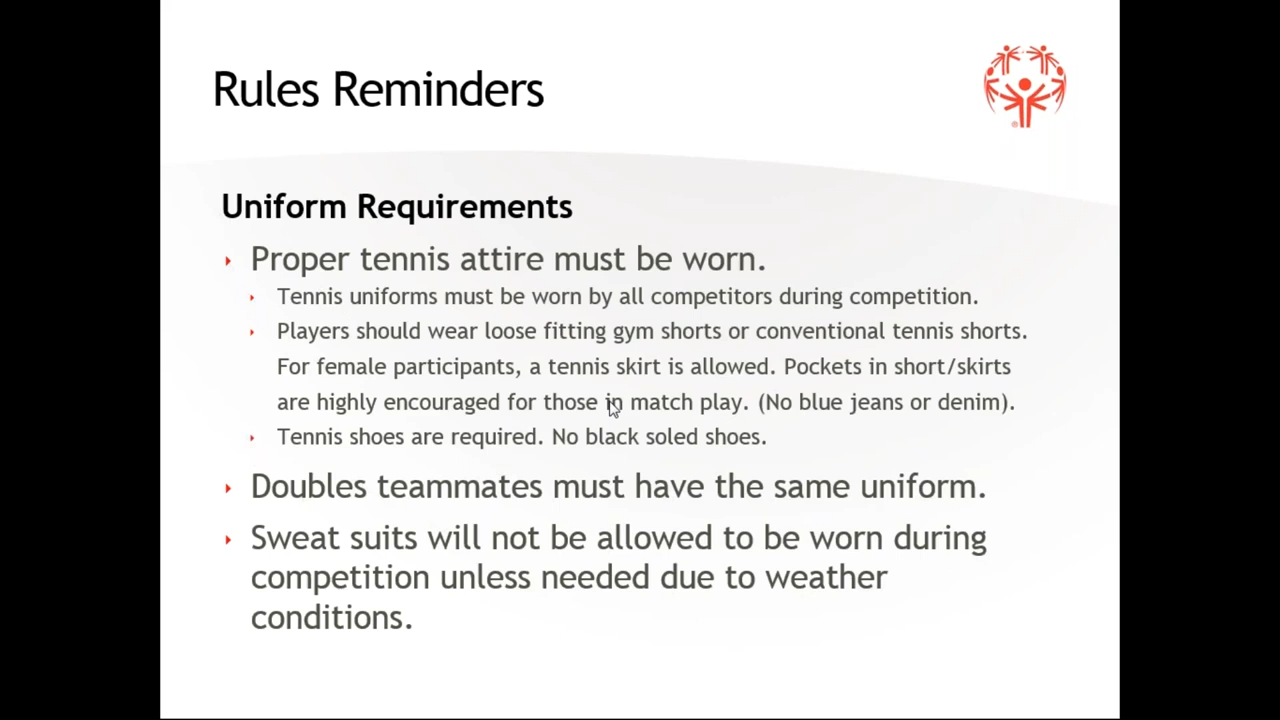 Rules Reminders
Uniform Requirements
Proper tennis attire must be worn.
Tennis uniforms must be worn by all competitors during competition.
Players should wear loose fitting gym shorts or conventional tennis shorts.
For female participants, a tennis skirt is allowed. Pockets in short/skirts
are highly encouraged for those in match play. (No blue jeans or denim).
Tennis shoes are required. No black soled shoes.
Doubles teammates must have the same uniform.
Sweat suits will not be allowed to be worn during
competition unless needed due to weather
conditions.